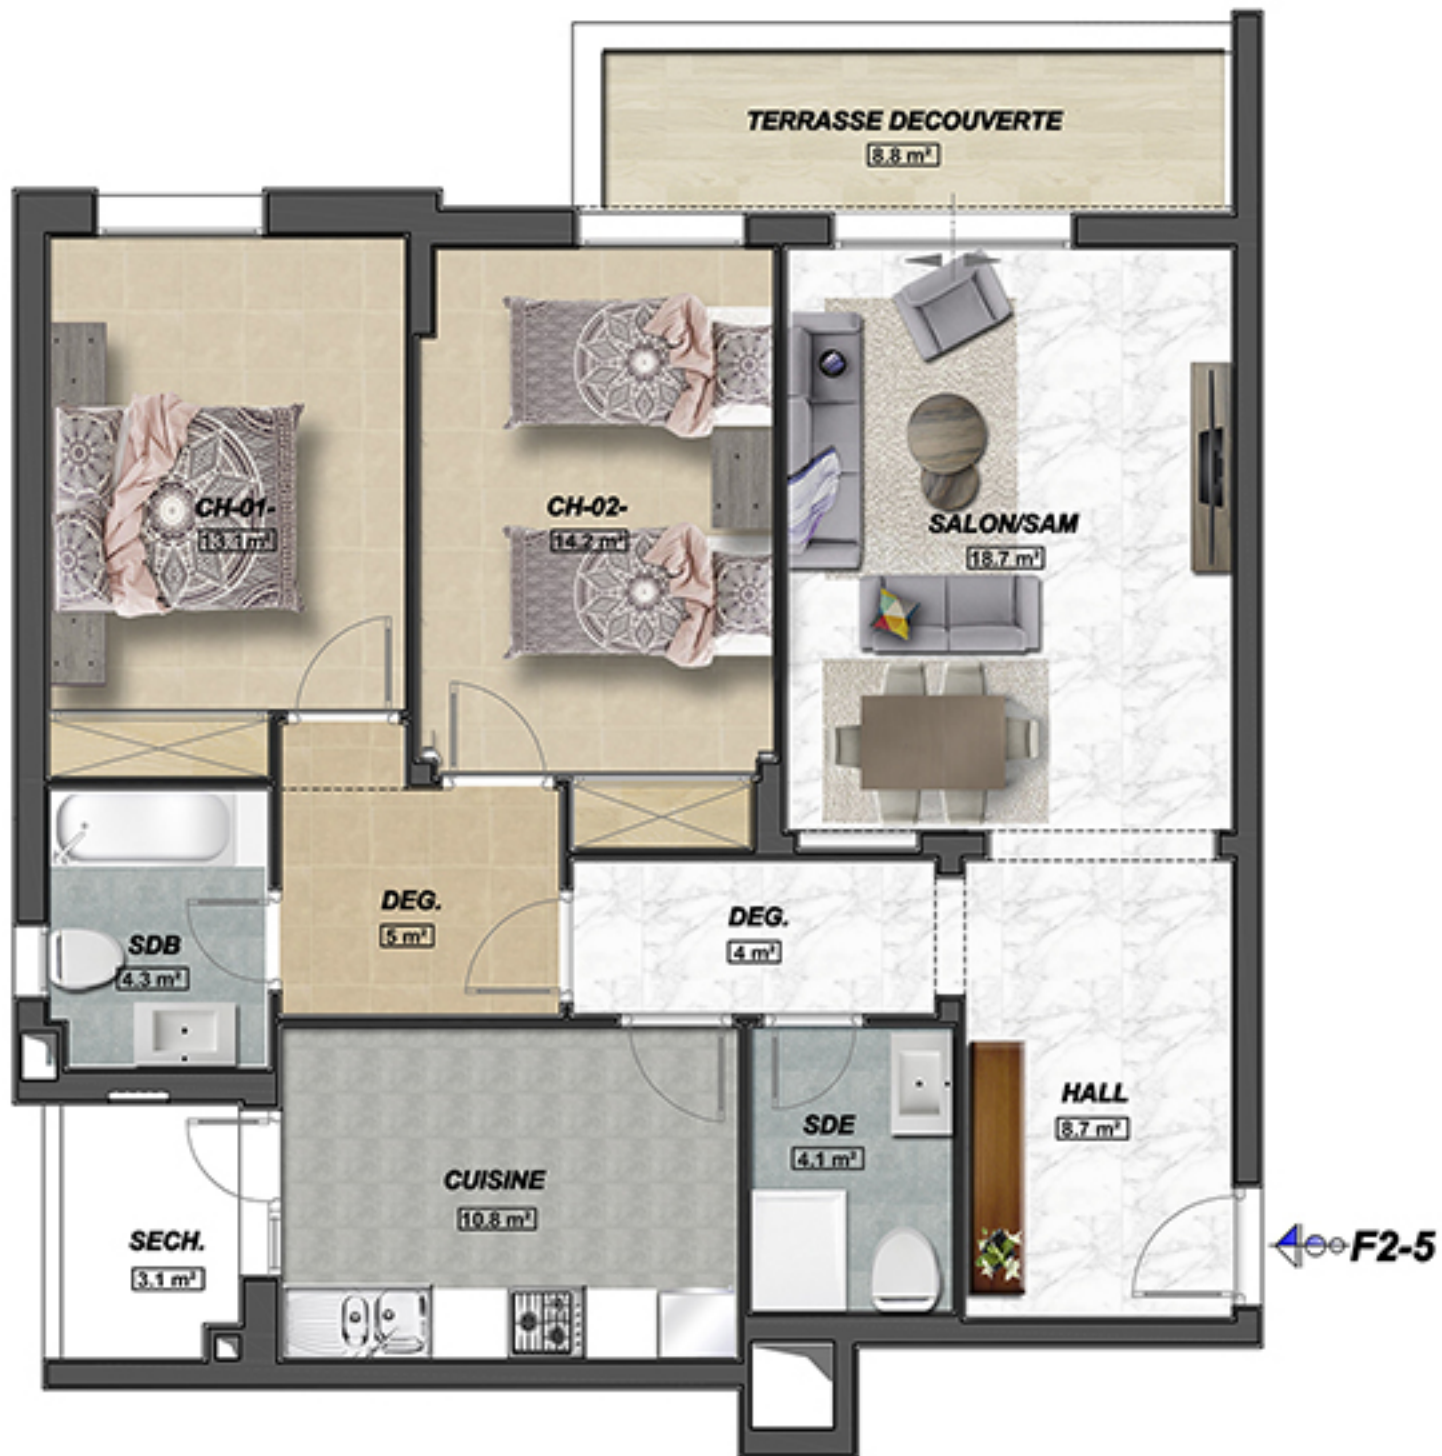 TERRASSE DECOUVERTE
8.8 m²
CH-01-
13.1m²
CH-02-
14.2 m²
SALON/SAM
18.7 m²
DEG.
5 m²
DEG.
4 m²
SDB
4.3 m²
HALL
8.7 m²
SDE
4.1 m²
CUISINE
10.8 m²
SECH.
3.1 m²
F2-5